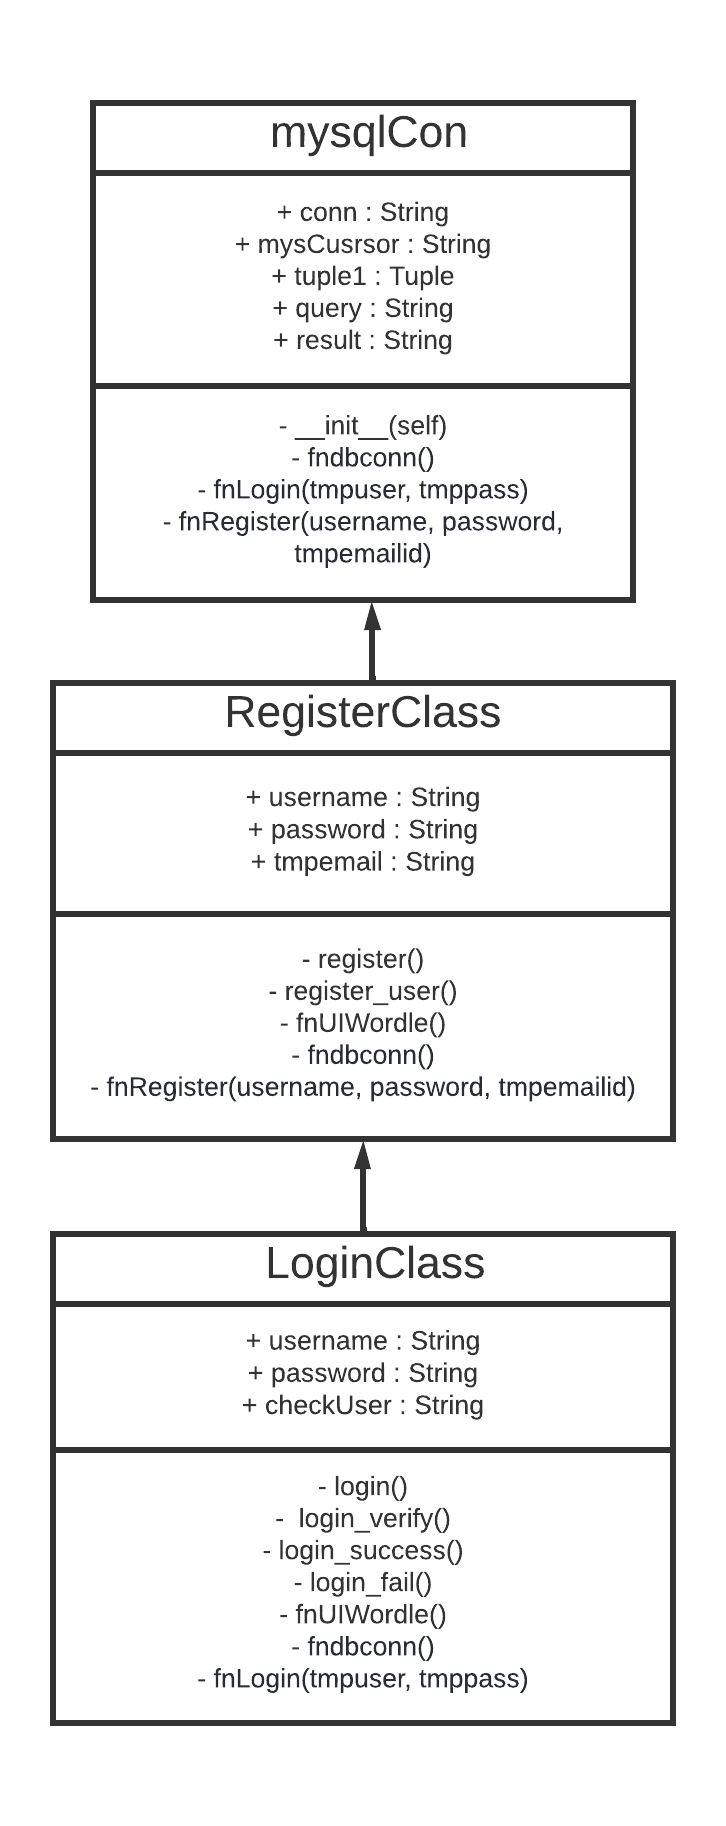 mysqlCon
+ conn : String
+ mysCusrsor : String
+ tuple1 : Tuple
+ query : String
+ result : String
- __init__(self)
- fndbconn()
- fnLogin(tmpuser, tmppass)
- fnRegister(username, password,
tmpemailid)
RegisterClass
+ username : String
+ password : String
+ tmpemail : String
- register()
- register_user()
- fnUIWordle()
- fndbconn()
- fnRegister(username, password, tmpemailid)
LoginClass
+ username : String
+ password : String
+ checkUser : String
- login()
-  login_verify()
- login_success()
- login_fail()
- fnUIWordle()
- fndbconn()
- fnLogin(tmpuser, tmppass)